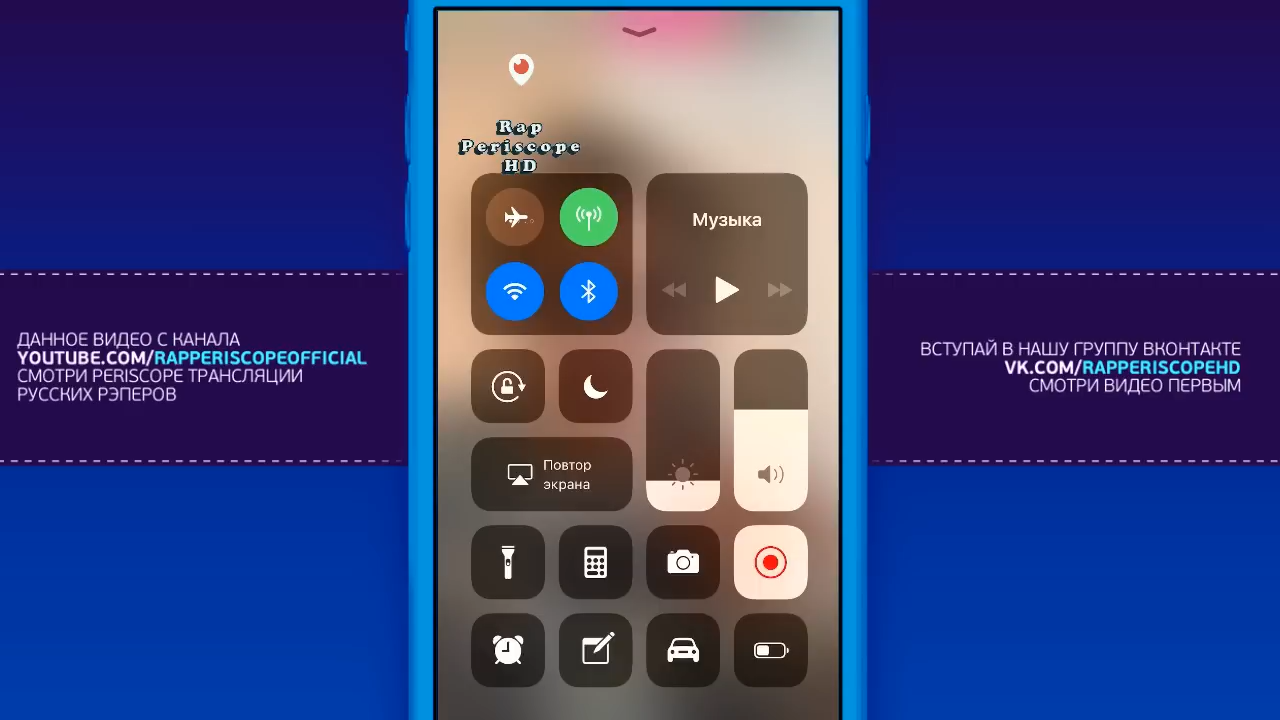 Rap
Periscope
HD
Музыка
Повтор
экрана
ДАННОЕ ВИДЕО С КАНАЛА
YOUTUBE.COM/RAPPERISCOPEOFFICIAL
СМОТРИ PERISCOPE ТРАНСЛЯЦИИ
РУССКИХ РЭПЕРОВ
ВСТУПАЙ В НАШУ ГРУППУ ВКОНТАКТЕ
VK.COM/RAPPERISCOPEHD
СМОТРИ ВИДЕО ПЕРВЫМ